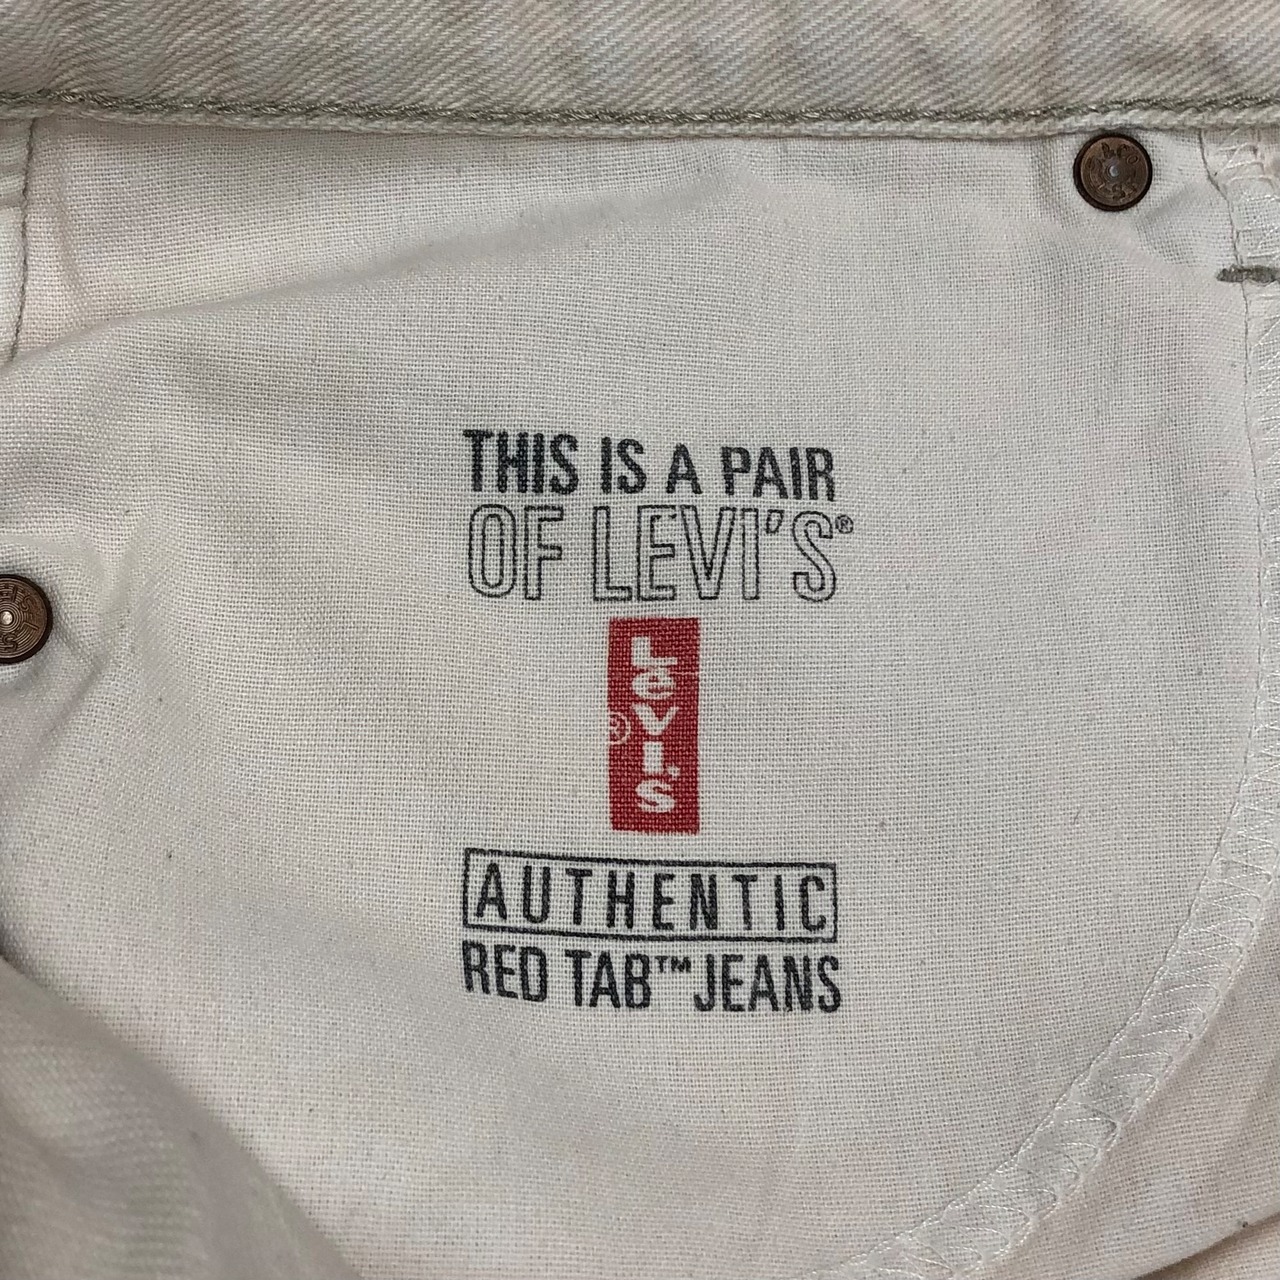 THIS IS A PAIR
OF LEVI'S®
LEVI'S
®
AUTHENTIC
RED TAB™ JEANS